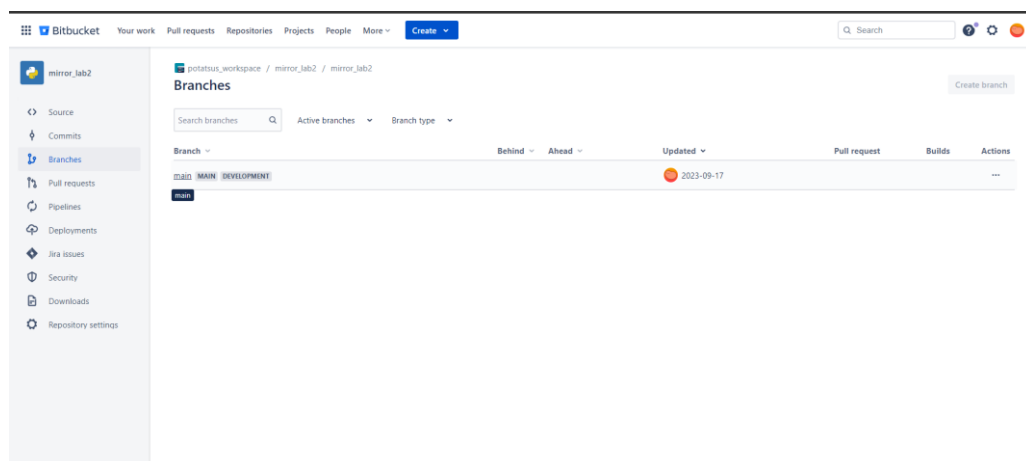 Bitbucket Your work Pull requests Repositories Projects People More Create Search
mirror_lab2
Source
Commits
Branches
Pull requests
Pipelines
Deployments
Jira issues
Security
Downloads
Repository settings
potatsus_workspace / mirror_lab2 / mirror_lab2
Branches
Create branch
Search branches Active branches Branch type
Branch Behind Ahead Updated Pull request Builds Actions
main MAIN DEVELOPMENT 2023-09-17
main